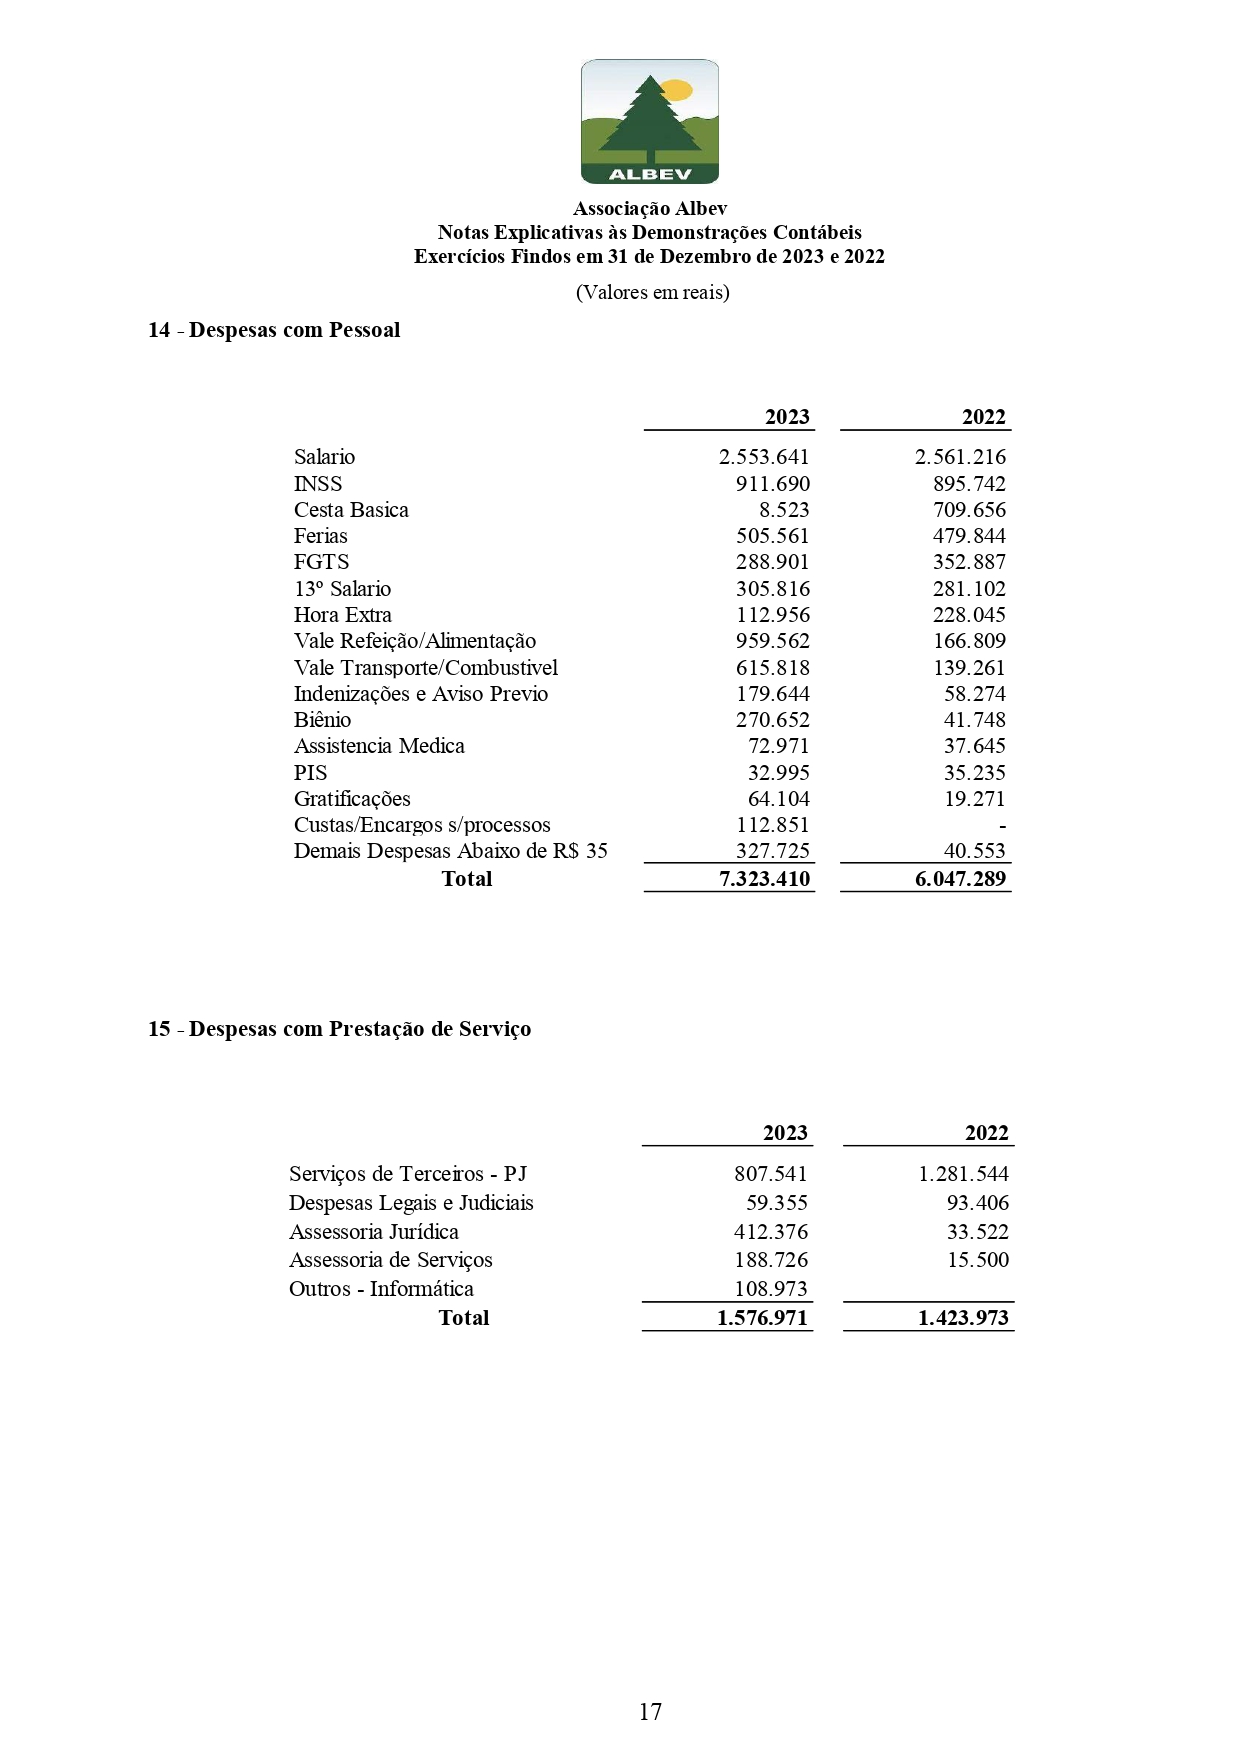 ALBEV
Associação Albev
Notas Explicativas às Demonstrações Contábeis
Exercícios Findos em 31 de Dezembro de 2023 e 2022
(Valores em reais)
14 - Despesas com Pessoal
2023 2022
Salario 2.553.641 2.561.216
INSS 911.690 895.742
Cesta Basica 8.523 709.656
Ferias 505.561 479.844
FGTS 288.901 352.887
13º Salario 305.816 281.102
Hora Extra 112.956 228.045
Vale Refeição/Alimentação 959.562 166.809
Vale Transporte/Combustivel 615.818 139.261
Indenizações e Aviso Previo 179.644 58.274
Biênio 270.652 41.748
Assistencia Medica 72.971 37.645
PIS 32.995 35.235
Gratificações 64.104 19.271
Custas/Encargos s/processos 112.851 -
Demais Despesas Abaixo de R$ 35 327.725 40.553
Total 7.323.410 6.047.289
15 - Despesas com Prestação de Serviço
2023 2022
Serviços de Terceiros - PJ 807.541 1.281.544
Despesas Legais e Judiciais 59.355 93.406
Assessoria Jurídica 412.376 33.522
Assessoria de Serviços 188.726 15.500
Outros - Informática 108.973
Total 1.576.971 1.423.973
17